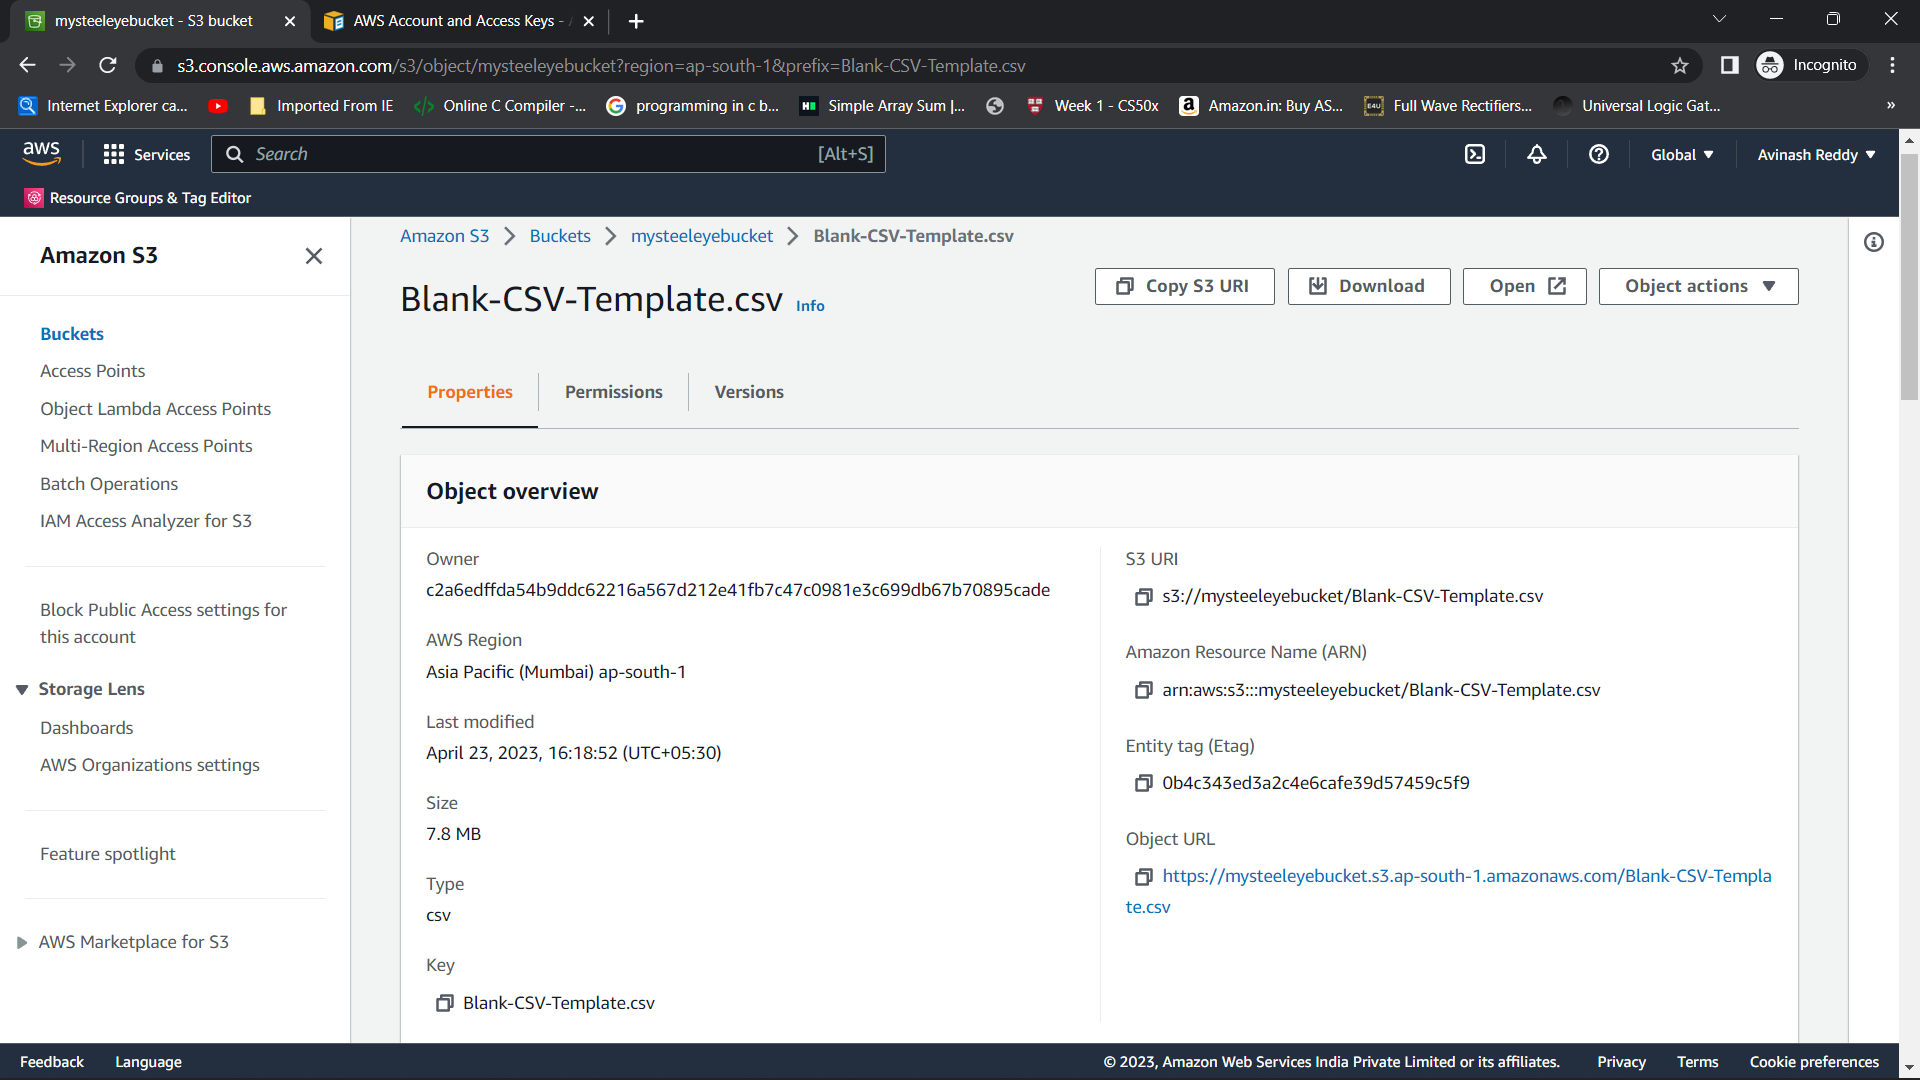 mysteeleyebucket - S3 bucket
AWS Account and Access Keys -
s3.console.aws.amazon.com/s3/object/mysteeleyebucket?region=ap-south-1&prefix=Blank-CSV-Template.csv
Incognito
Internet Explorer ca...
Imported From IE
Online C Compiler -...
programming in c b...
Simple Array Sum |...
Week 1 - CS50x
Amazon.in: Buy AS...
Full Wave Rectifiers...
Universal Logic Gat...
»
aws
Services
Search
[Alt+S]
Global
Avinash Reddy
Resource Groups & Tag Editor
Amazon S3
Buckets
Access Points
Object Lambda Access Points
Multi-Region Access Points
Batch Operations
IAM Access Analyzer for S3
Block Public Access settings for
this account
Storage Lens
Dashboards
AWS Organizations settings
Feature spotlight
AWS Marketplace for S3
Amazon S3 > Buckets > mysteeleyebucket > Blank-CSV-Template.csv
Blank-CSV-Template.csv Info
Copy S3 URI
Download
Open
Object actions
Properties
Permissions
Versions
Object overview
Owner
c2a6edffda54b9ddc62216a567d212e41fb7c47c0981e3c699db67b70895cade
AWS Region
Asia Pacific (Mumbai) ap-south-1
Last modified
April 23, 2023, 16:18:52 (UTC+05:30)
Size
7.8 MB
Type
csv
Key
Blank-CSV-Template.csv
S3 URI
s3://mysteeleyebucket/Blank-CSV-Template.csv
Amazon Resource Name (ARN)
arn:aws:s3:::mysteeleyebucket/Blank-CSV-Template.csv
Entity tag (Etag)
0b4c343ed3a2c4e6cafe39d57459c5f9
Object URL
https://mysteeleyebucket.s3.ap-south-1.amazonaws.com/Blank-CSV-Templa
te.csv
Feedback
Language
© 2023, Amazon Web Services India Private Limited or its affiliates.
Privacy
Terms
Cookie preferences